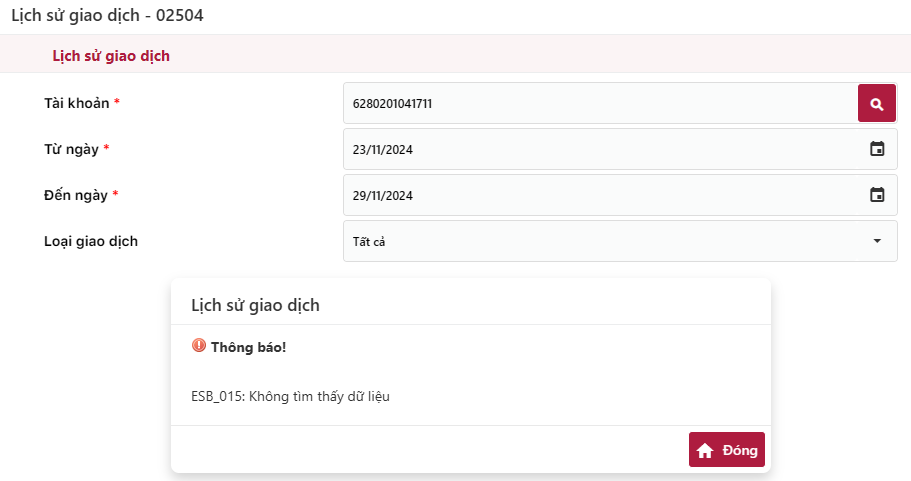 Lịch sử giao dịch - 02504
Lịch sử giao dịch
Tài khoản * 6280201041711
Từ ngày * 23/11/2024
Đến ngày * 29/11/2024
Loại giao dịch Tất cả
Lịch sử giao dịch
Thông báo!
ESB_015: Không tìm thấy dữ liệu
Đóng